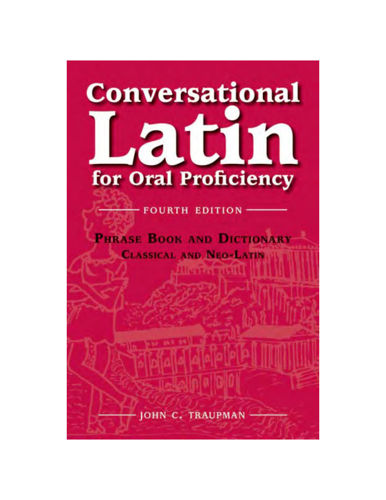 Conversational
Latin
for Oral Proficiency
FOURTH EDITION
PHRASE BOOK AND DICTIONARY
CLASSICAL AND NEO-LATIN
JOHN C. TRAUPMAN